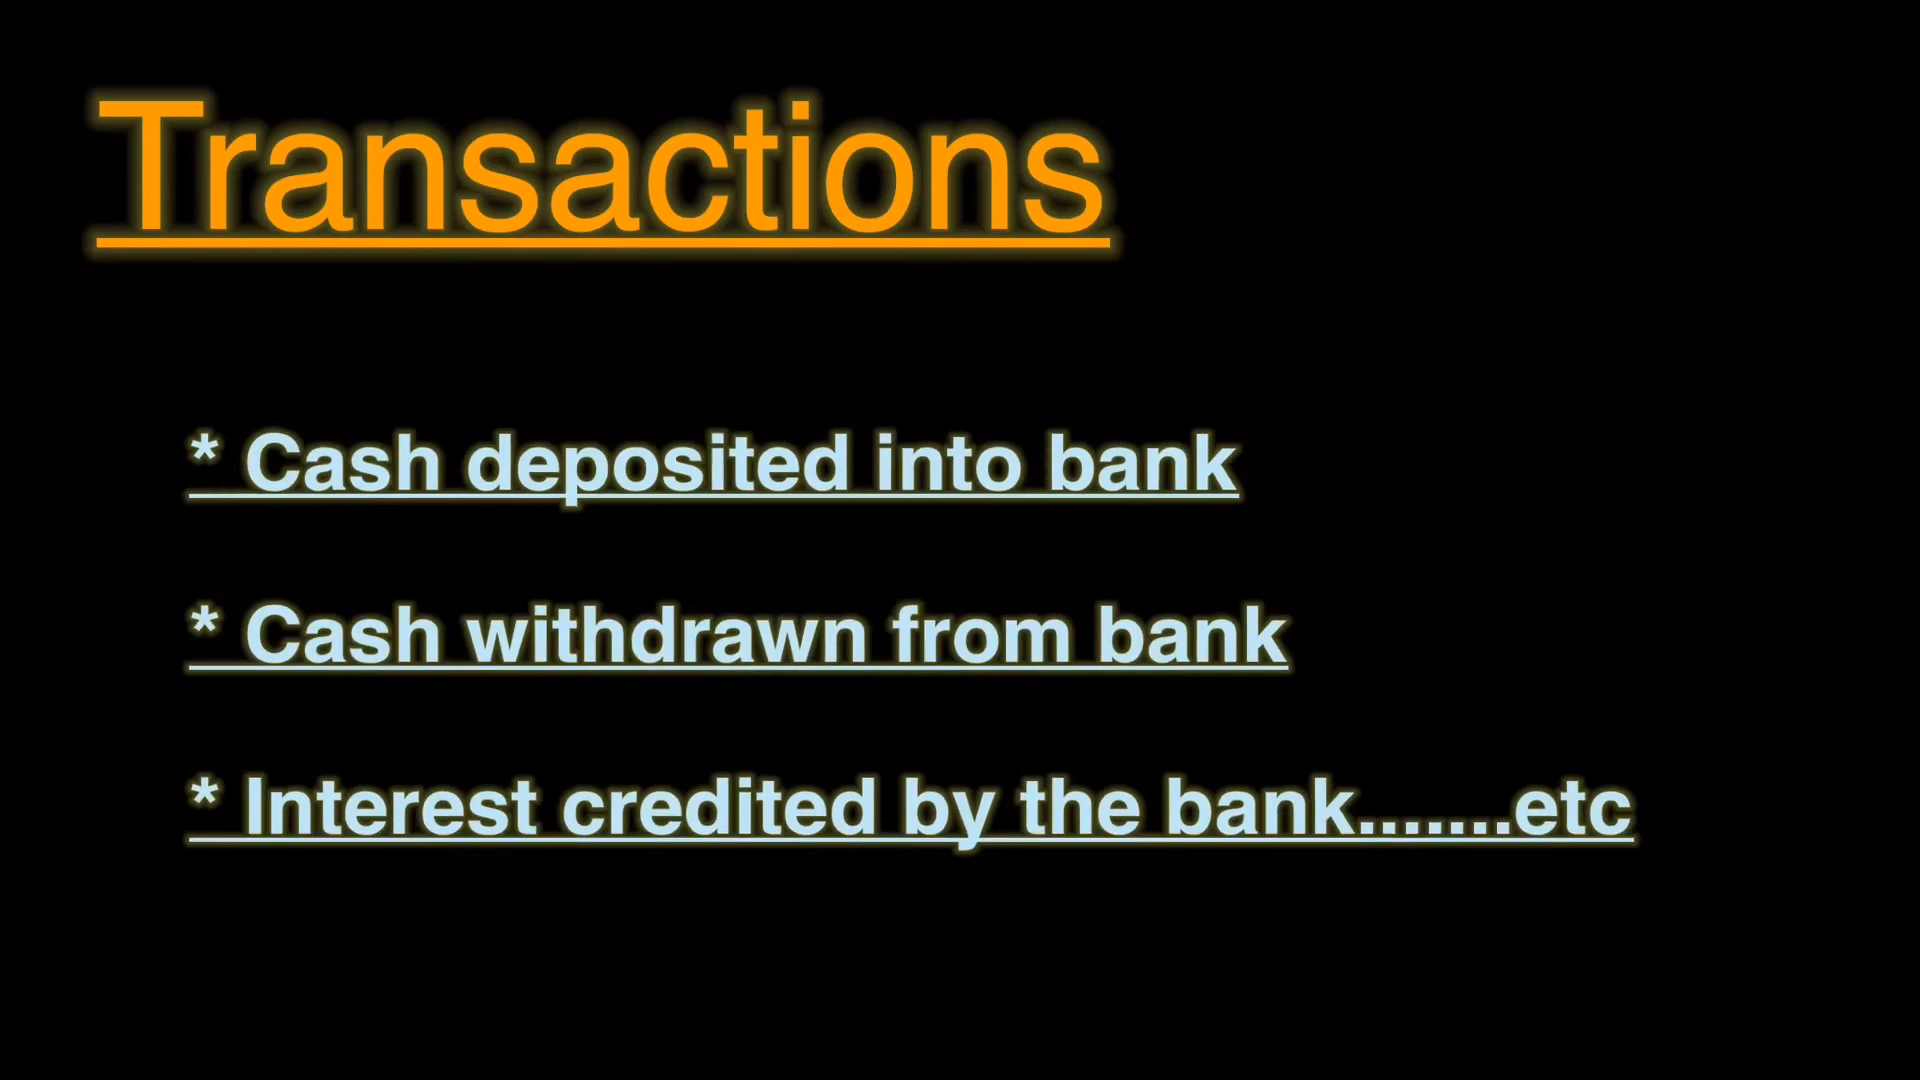 Transactions
* Cash deposited into bank
* Cash withdrawn from bank
* Interest credited by the bank.......etc